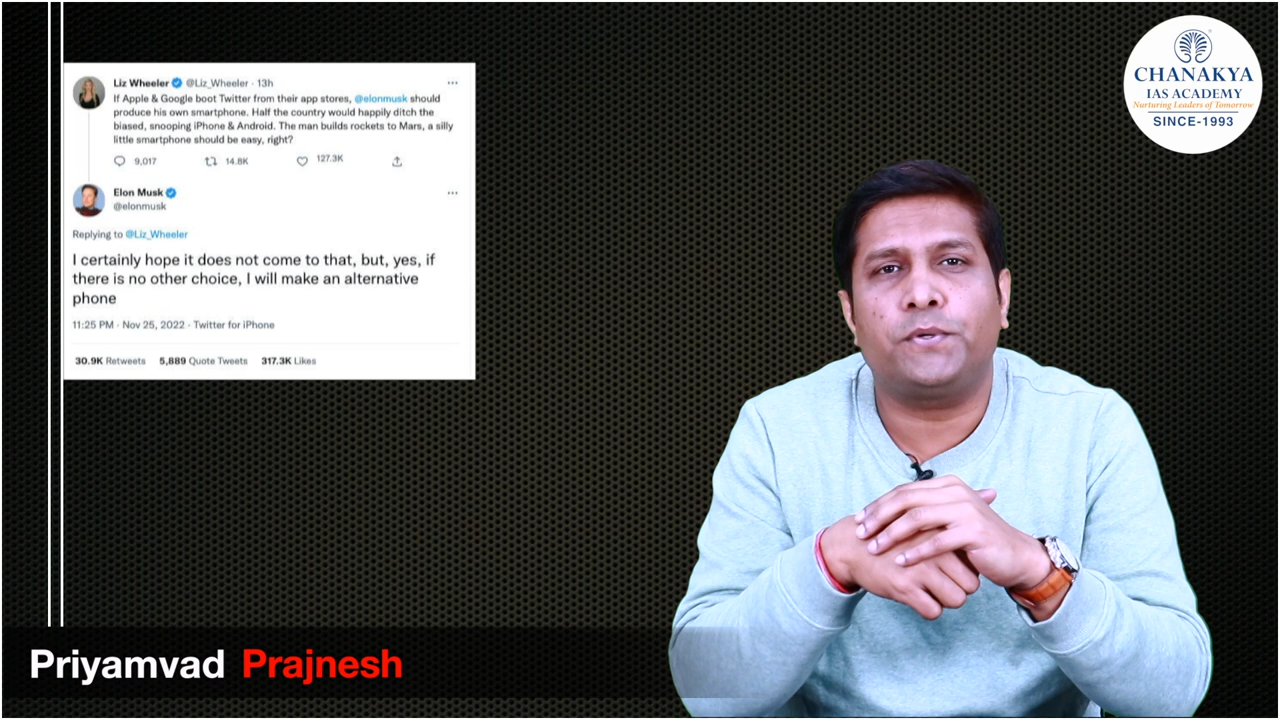 Liz Wheeler @Liz_Wheeler · 13h
If Apple & Google boot Twitter from their app stores, @elonmusk should
produce his own smartphone. Half the country would happily ditch the
biased, snooping iPhone & Android. The man builds rockets to Mars, a silly
little smartphone should be easy, right?
9,017 14.8K 127.3K
Elon Musk
@elonmusk
Replying to @Liz_Wheeler
I certainly hope it does not come to that, but, yes, if
there is no other choice, I will make an alternative
phone
11:25 PM · Nov 25, 2022 · Twitter for iPhone
30.9K Retweets 5,889 Quote Tweets 317.3K Likes
CHANAKYA
IAS ACADEMY
Nurturing Leaders of Tomorrow
SINCE-1993
Priyamvad Prajnesh